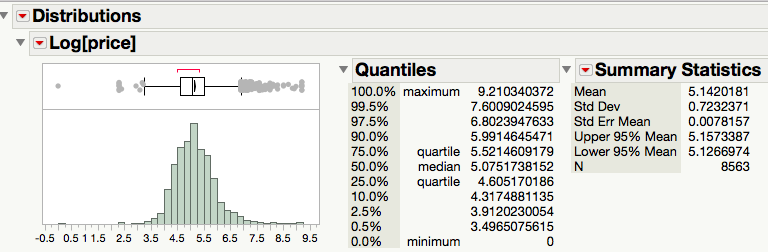 Distributions
Log[price]
-0.5 0.5 1.5 2.5 3.5 4.5 5.5 6.5 7.5 8.5 9.5
Quantiles
100.0% maximum 9.210340372
99.5% 7.6009024595
97.5% 6.8023947633
90.0% 5.9914645471
75.0% quartile 5.5214609179
50.0% median 5.0751738152
25.0% quartile 4.605170186
10.0% 4.3174881135
2.5% 3.9120230054
0.5% 3.4965075615
0.0% minimum 0
Summary Statistics
Mean 5.1420181
Std Dev 0.7232371
Std Err Mean 0.0078157
Upper 95% Mean 5.1573387
Lower 95% Mean 5.1266974
N 8563